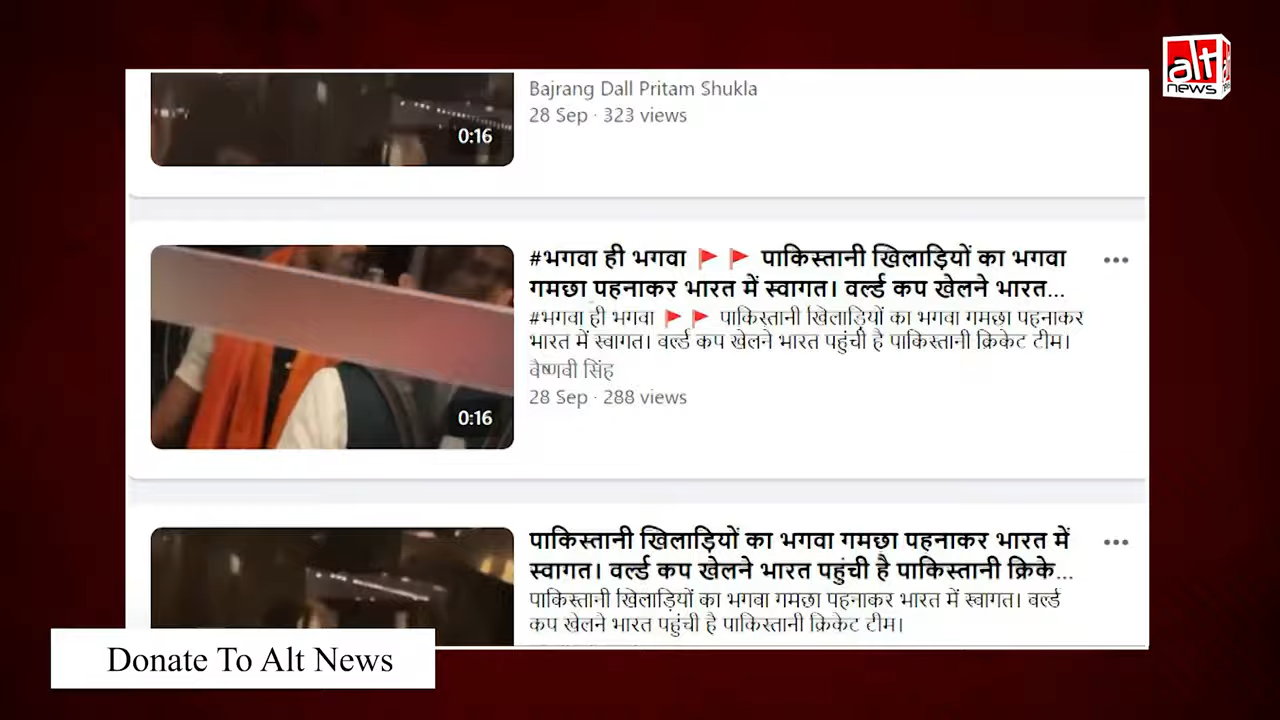 alt
news
Bajrang Dall Pritam Shukla
28 Sep · 323 views
0:16
#भगवा ही भगवा 🚩🚩 पाकिस्तानी खिलाड़ियों का भगवा
गमछा पहनाकर भारत में स्वागत। वर्ल्ड कप खेलने भारत...
#भगवा ही भगवा 🚩🚩 पाकिस्तानी खिलाड़ियों का भगवा गमछा पहनाकर
भारत में स्वागत। वर्ल्ड कप खेलने भारत पहुंची है पाकिस्तानी क्रिकेट टीम।
वैष्णवी सिंह
28 Sep · 288 views
0:16
पाकिस्तानी खिलाड़ियों का भगवा गमछा पहनाकर भारत में
स्वागत। वर्ल्ड कप खेलने भारत पहुंची है पाकिस्तानी क्रिके...
पाकिस्तानी खिलाड़ियों का भगवा गमछा पहनाकर भारत में स्वागत। वर्ल्ड
कप खेलने भारत पहुंची है पाकिस्तानी क्रिकेट टीम।
Donate To Alt News